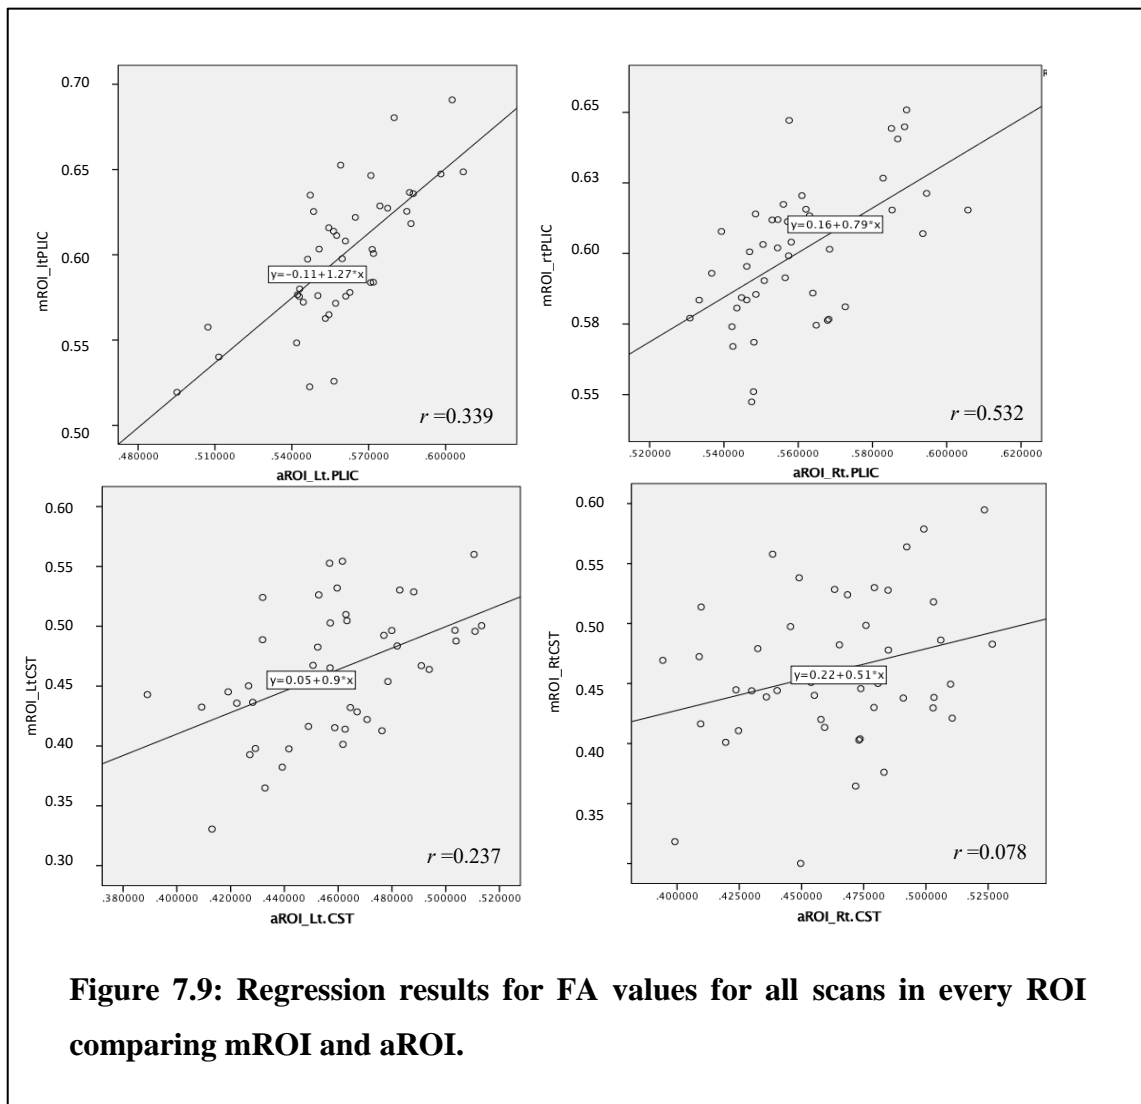 0.70
0.65
0.60
0.55
0.50
mROI_ltPLIC
y=−0.11+1.27*x
r =0.339
.480000 .510000 .540000 .570000 .600000
aROI_Lt.PLIC
0.65
0.63
0.60
0.58
0.55
mROI_rtPLIC
y=0.16+0.79*x
r =0.532
.520000 .540000 .560000 .580000 .600000 .620000
aROI_Rt.PLIC
0.60
0.55
0.50
0.45
0.40
0.35
0.30
mROI_LtCST
y=0.05+0.9*x
r =0.237
.380000 .400000 .420000 .440000 .460000 .480000 .500000 .520000
aROI_Lt.CST
0.60
0.55
0.50
0.45
0.40
0.35
mROI_RtCST
y=0.22+0.51*x
r =0.078
.400000 .425000 .450000 .475000 .500000 .525000
aROI_Rt.CST
Figure 7.9: Regression results for FA values for all scans in every ROI
comparing mROI and aROI.